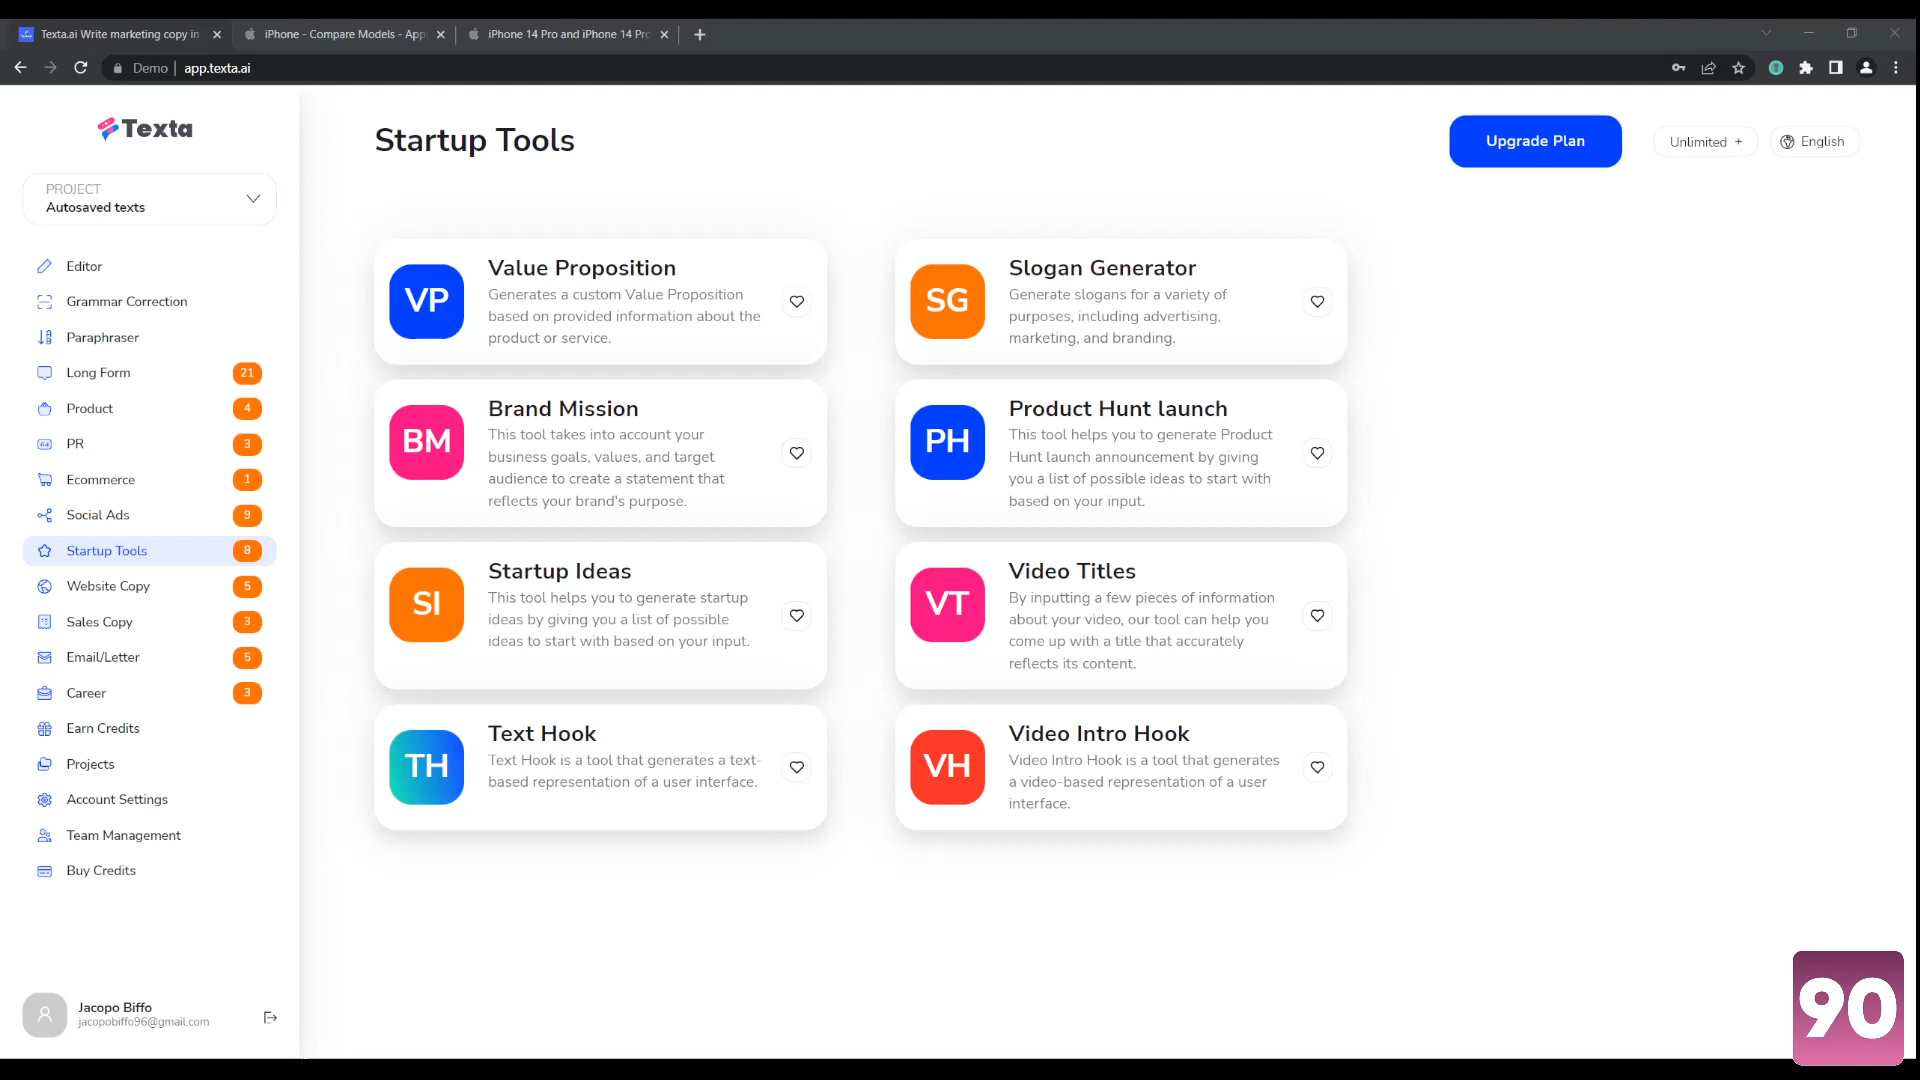 Texta.ai Write marketing copy in
iPhone - Compare Models - App
iPhone 14 Pro and iPhone 14 Pro
Demo
app.texta.ai
Texta
PROJECT
Autosaved texts
Editor
Grammar Correction
Paraphraser
Long Form 21
Product 4
PR 3
Ecommerce 1
Social Ads 9
Startup Tools 8
Website Copy 5
Sales Copy 3
Email/Letter 5
Career 3
Earn Credits
Projects
Account Settings
Team Management
Buy Credits
Jacopo Biffo
jacopobiffo96@gmail.com
Startup Tools
Upgrade Plan
Unlimited +
English
VP
Value Proposition
Generates a custom Value Proposition
based on provided information about the
product or service.
SG
Slogan Generator
Generate slogans for a variety of
purposes, including advertising,
marketing, and branding.
BM
Brand Mission
This tool takes into account your
business goals, values, and target
audience to create a statement that
reflects your brand's purpose.
PH
Product Hunt launch
This tool helps you to generate Product
Hunt launch announcement by giving
you a list of possible ideas to start with
based on your input.
SI
Startup Ideas
This tool helps you to generate startup
ideas by giving you a list of possible
ideas to start with based on your input.
VT
Video Titles
By inputting a few pieces of information
about your video, our tool can help you
come up with a title that accurately
reflects its content.
TH
Text Hook
Text Hook is a tool that generates a text-
based representation of a user interface.
VH
Video Intro Hook
Video Intro Hook is a tool that generates
a video-based representation of a user
interface.
90